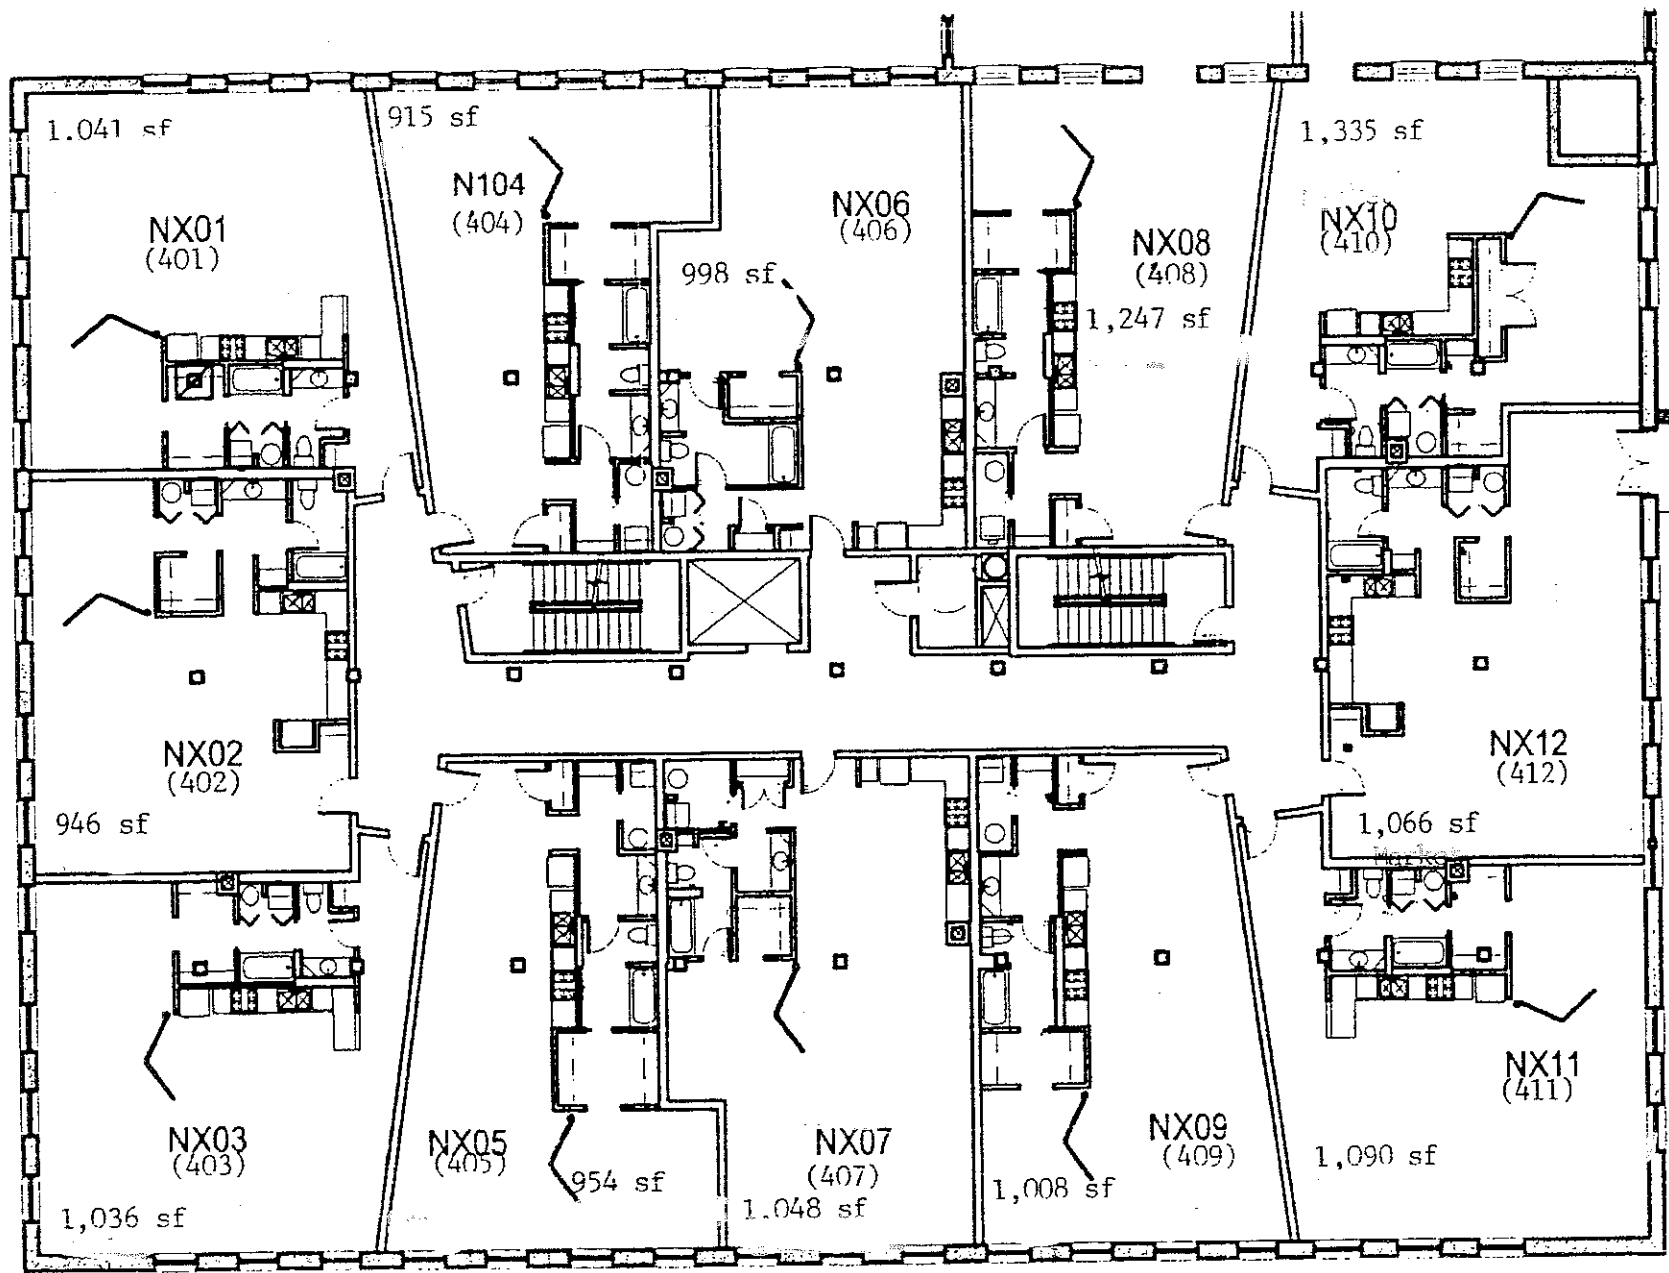 1.041 sf
915 sf
1,335 sf
N104
(404)
NX01
(401)
NX06
(406)
NX08
(408)
NX10
(410)
998 sf
1,247 sf
NX02
(402)
NX12
(412)
946 sf
1,066 sf
Market
NX03
(403)
NX05
(405)
954 sf
NX07
(407)
NX09
(409)
NX11
(411)
1,036 sf
1.048 sf
1,008 sf
1,090 sf